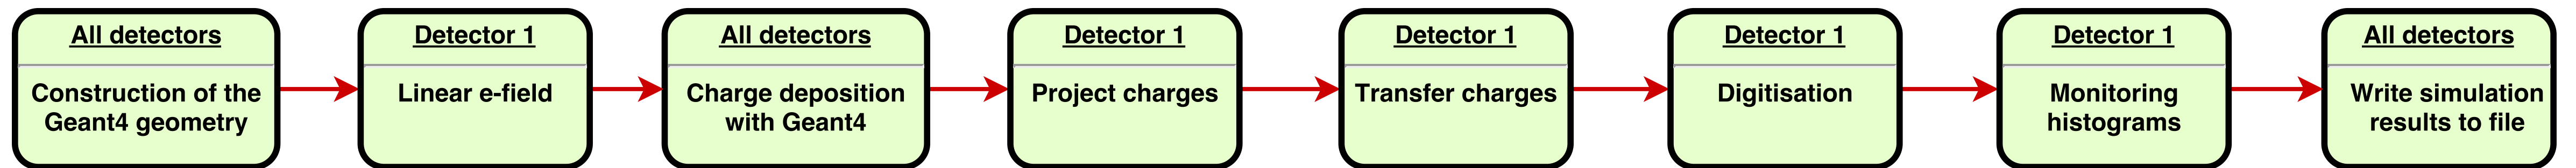 All detectors
Construction of the
Geant4 geometry
Detector 1
Linear e-field
All detectors
Charge deposition
with Geant4
Detector 1
Project charges
Detector 1
Transfer charges
Detector 1
Digitisation
Detector 1
Monitoring
histograms
All detectors
Write simulation
results to file